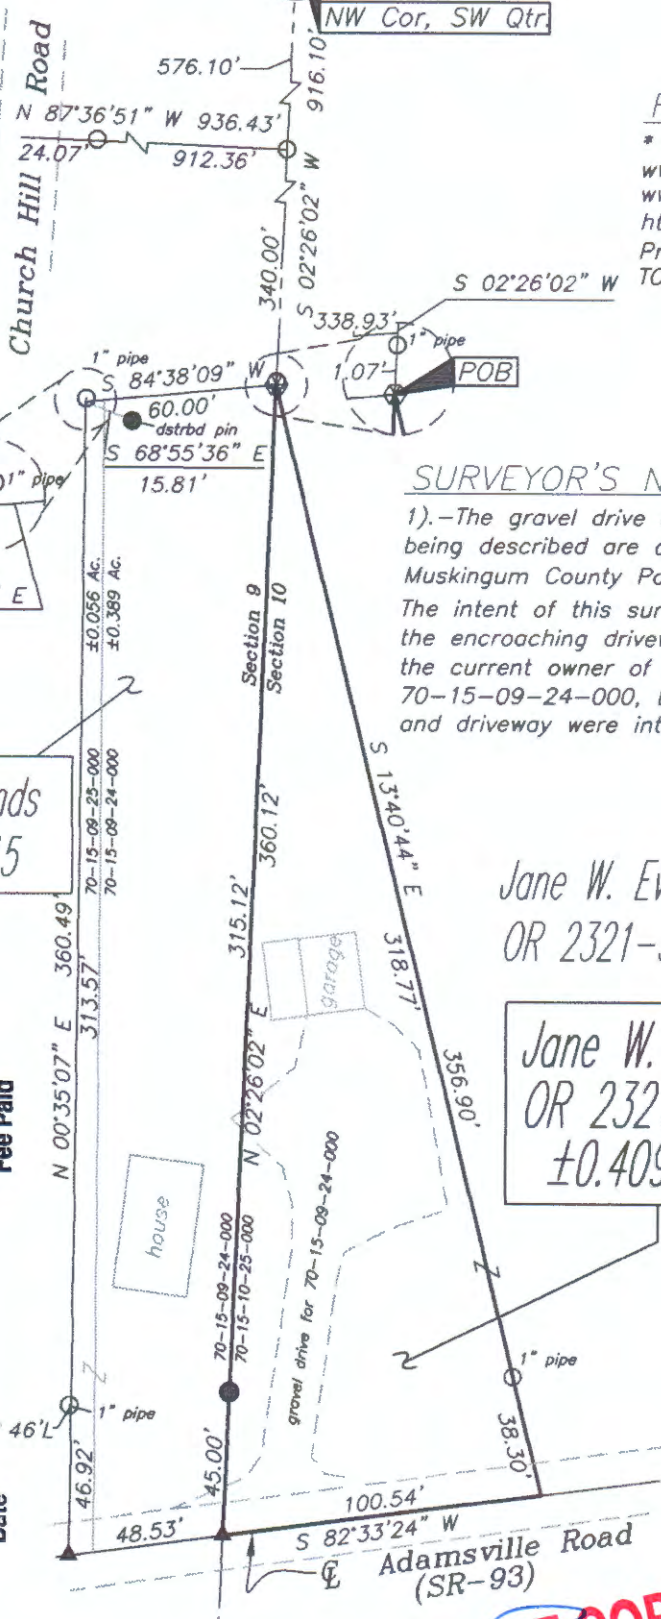 NW Cor, SW Qtr.
576.10'
916.10'
Church Hill Road
N 87°36'51" W 936.43'
24.07'
912.36'
S 02°26'02" W
340.00'
S 02°26'02" W
338.93'
1" pipe
1.07'
POB
1" pipe
S 84°38'09" W
60.00'
dstrbd pin
S 68°55'36" E
15.81'
1" pipe
E
SURVEYOR'S N
1).-The gravel drive
being described are
Muskingum County
The intent of this
the encroaching
the current owner of
70-15-09-24-000,
and driveway were
±0.056 Ac.
±0.389 Ac.
Section 9
Section 10
70-15-09-25-000
70-15-09-24-000
S 13°40'44" E
318.77'
356.90'
360.12'
315.12'
N 02°26'02" E
360.49'
313.57'
N 00°35'07" E
garage
house
Jane W.
OR 2321-
Jane W.
OR
±0.409
Fee Paid
70-15-09-24-000
70-15-10-25-000
gravel drive for 70-15-09-24-000
1" pipe
38.30'
46'L
1" pipe
46.92'
45.00'
48.53'
100.54'
S 82°33'24" W
℄ Adamsville Road
(SR-93)
Date